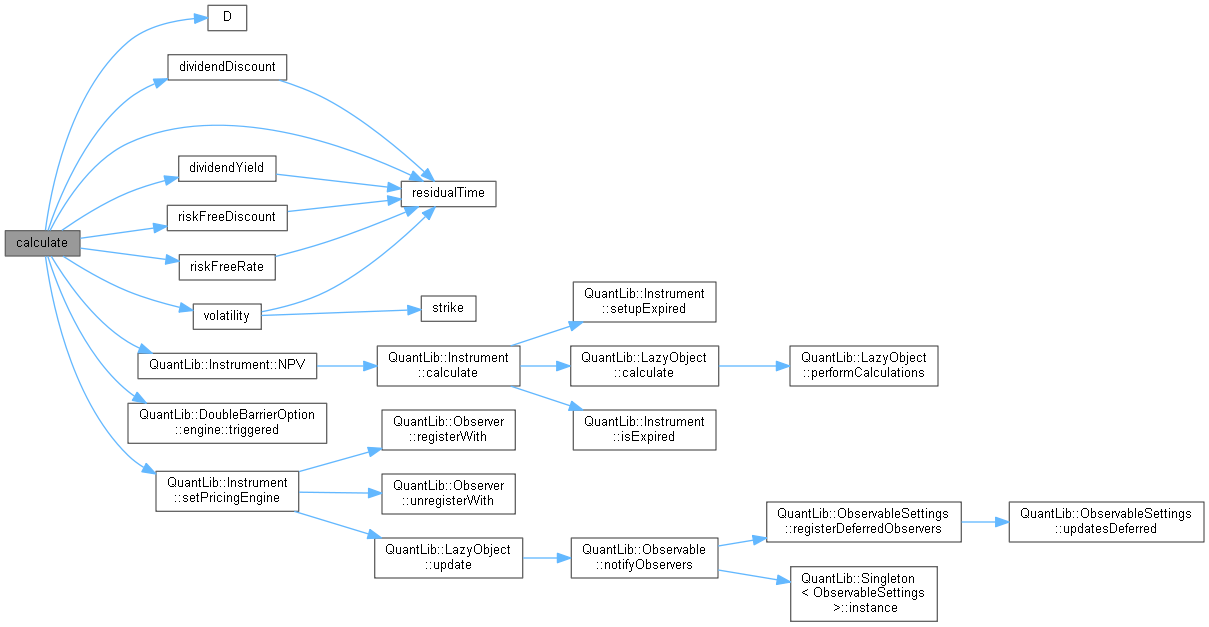 D
dividendDiscount
dividendYield
residualTime
riskFreeDiscount
calculate
riskFreeRate
volatility
strike
QuantLib::Instrument
::setupExpired
QuantLib::Instrument::NPV
QuantLib::Instrument
::calculate
QuantLib::LazyObject
::calculate
QuantLib::LazyObject
::performCalculations
QuantLib::DoubleBarrierOption
::engine::triggered
QuantLib::Observer
::registerWith
QuantLib::Instrument
::isExpired
QuantLib::Instrument
::setPricingEngine
QuantLib::Observer
::unregisterWith
QuantLib::LazyObject
::update
QuantLib::Observable
::notifyObservers
QuantLib::ObservableSettings
::registerDeferredObservers
QuantLib::ObservableSettings
::updatesDeferred
QuantLib::Singleton
< ObservableSettings
>::instance